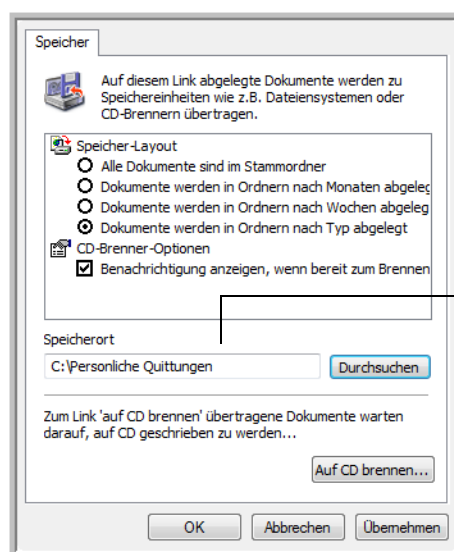 Speicher
Auf diesem Link abgelegte Dokumente werden zu
Speichereinheiten wie z.B. Dateiensystemen oder
CD-Brennern übertragen.
Speicher-Layout
Alle Dokumente sind im Stammordner
Dokumente werden in Ordnern nach Monaten abgeleg
Dokumente werden in Ordnern nach Wochen abgeleg
Dokumente werden in Ordnern nach Typ abgelegt
CD-Brenner-Optionen
Benachrichtigung anzeigen, wenn bereit zum Brennen
Speicherort
C:\Personliche Quittungen
Durchsuchen
Zum Link 'auf CD brennen' übertragene Dokumente warten
darauf, auf CD geschrieben zu werden...
Auf CD brennen...
OK
Abbrechen
Übernehmen